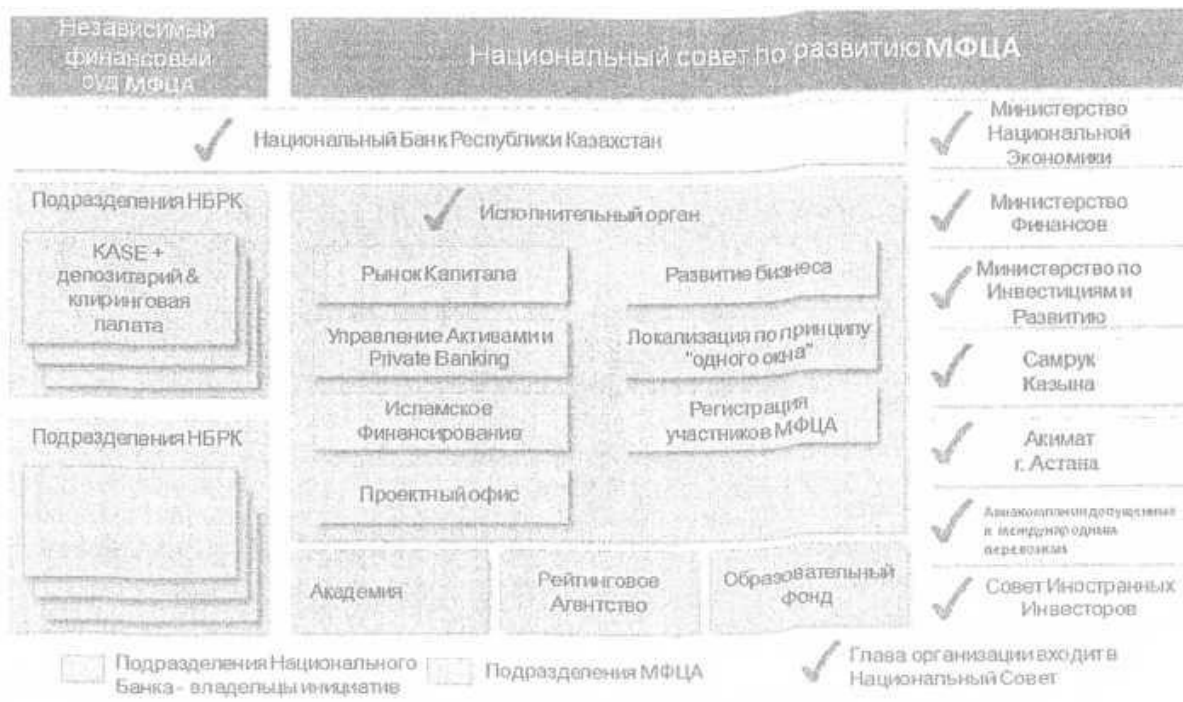 Независимый
финансовый
суд МФЦА
Национальный совет по развитию МФЦА
Национальный Банк Республики Казахстан
Подразделения НБРК
KASE +
депозитарий &
клиринговая
палата
Подразделения НБРК
Исполнительный орган
Рынок Капитала
Управление Активами и
Private Banking
Исламское
Финансирование
Проектный офис
Развитие бизнеса
Локализация по принципу
"одного окна"
Регистрация
участников МФЦА
Академия
Рейтинговое
Агентство
Образовательный
фонд
Министерство
Национальной
Экономики
Министерство
Финансов
Министерство по
Инвестициям и
Развитию
Самрук
Казына
Акимат
г. Астана
Авиакомпании допущенные
к международным
перевозкам
Совет Иностранных
Инвесторов
Подразделения Национального
Банка - владельцы инициатив
Подразделения МФЦА
Глава организации входит в
Национальный Совет